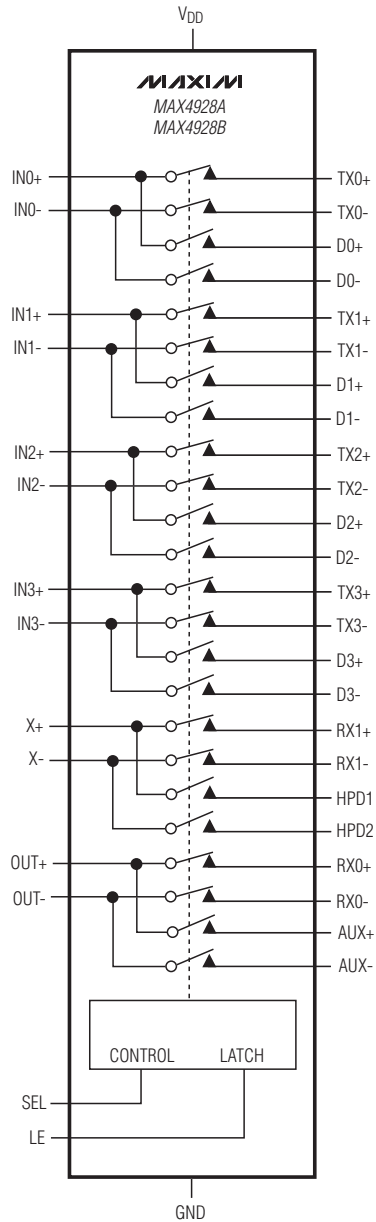 VDD
MAXIM
MAX4928A
MAX4928B
IN0+
TX0+
IN0-
TX0-
D0+
D0-
IN1+
TX1+
IN1-
TX1-
D1+
D1-
IN2+
TX2+
IN2-
TX2-
D2+
D2-
IN3+
TX3+
IN3-
TX3-
D3+
D3-
X+
RX1+
X-
RX1-
HPD1
HPD2
OUT+
RX0+
OUT-
RX0-
AUX+
AUX-
CONTROL LATCH
SEL
LE
GND